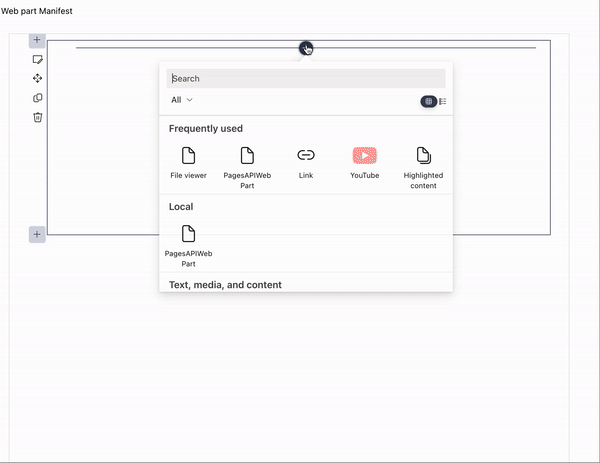 Web part Manifest
Search
All
Frequently used
File viewer
PagesAPIWeb
Part
Link
YouTube
Highlighted
content
Local
PagesAPIWeb
Part
Text, media, and content